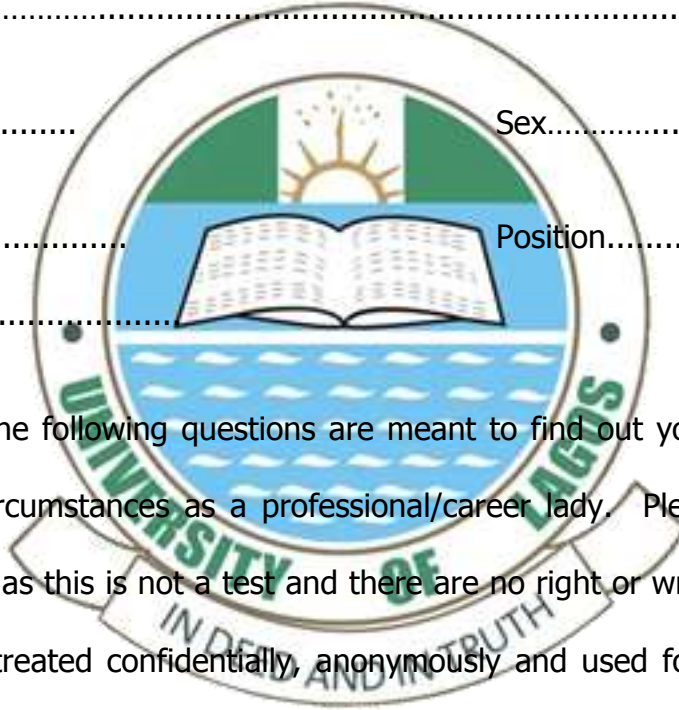 ........................................................................
........ Sex...............
............ Position.........
..................
he following questions are meant to find out yo
rcumstances as a professional/career lady. Ple
as this is not a test and there are no right or wr
treated confidentially, anonymously and used fo
UNIVERSITY OF LAGOS
IN DEED AND IN TRUTH